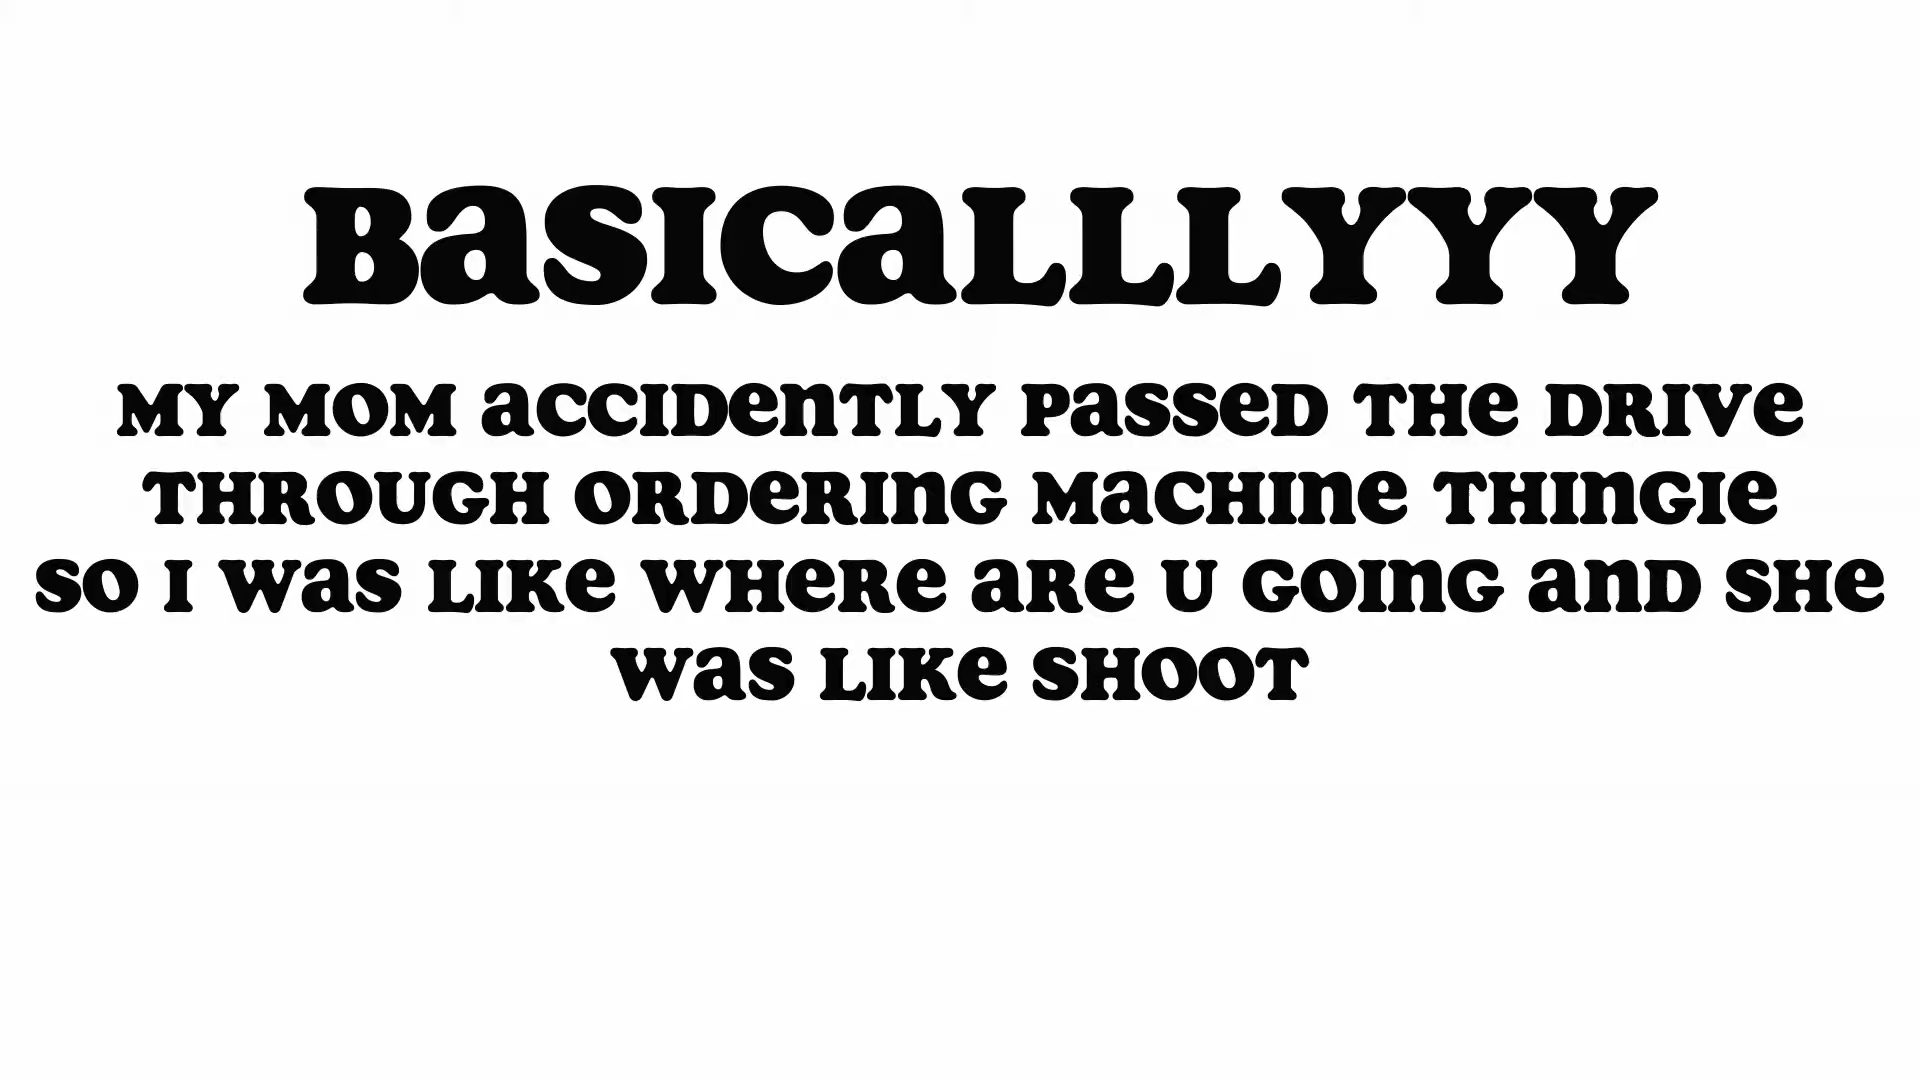 BasicaLLLYYY
MY MOM aCCIDenTLY PassED THe DRIVe
THROUGH ORDeRInG MaCHIne THInGIe
SO I Was LIKe WHeRe aRe U GOInG anD SHe
Was LIKe SHOOT